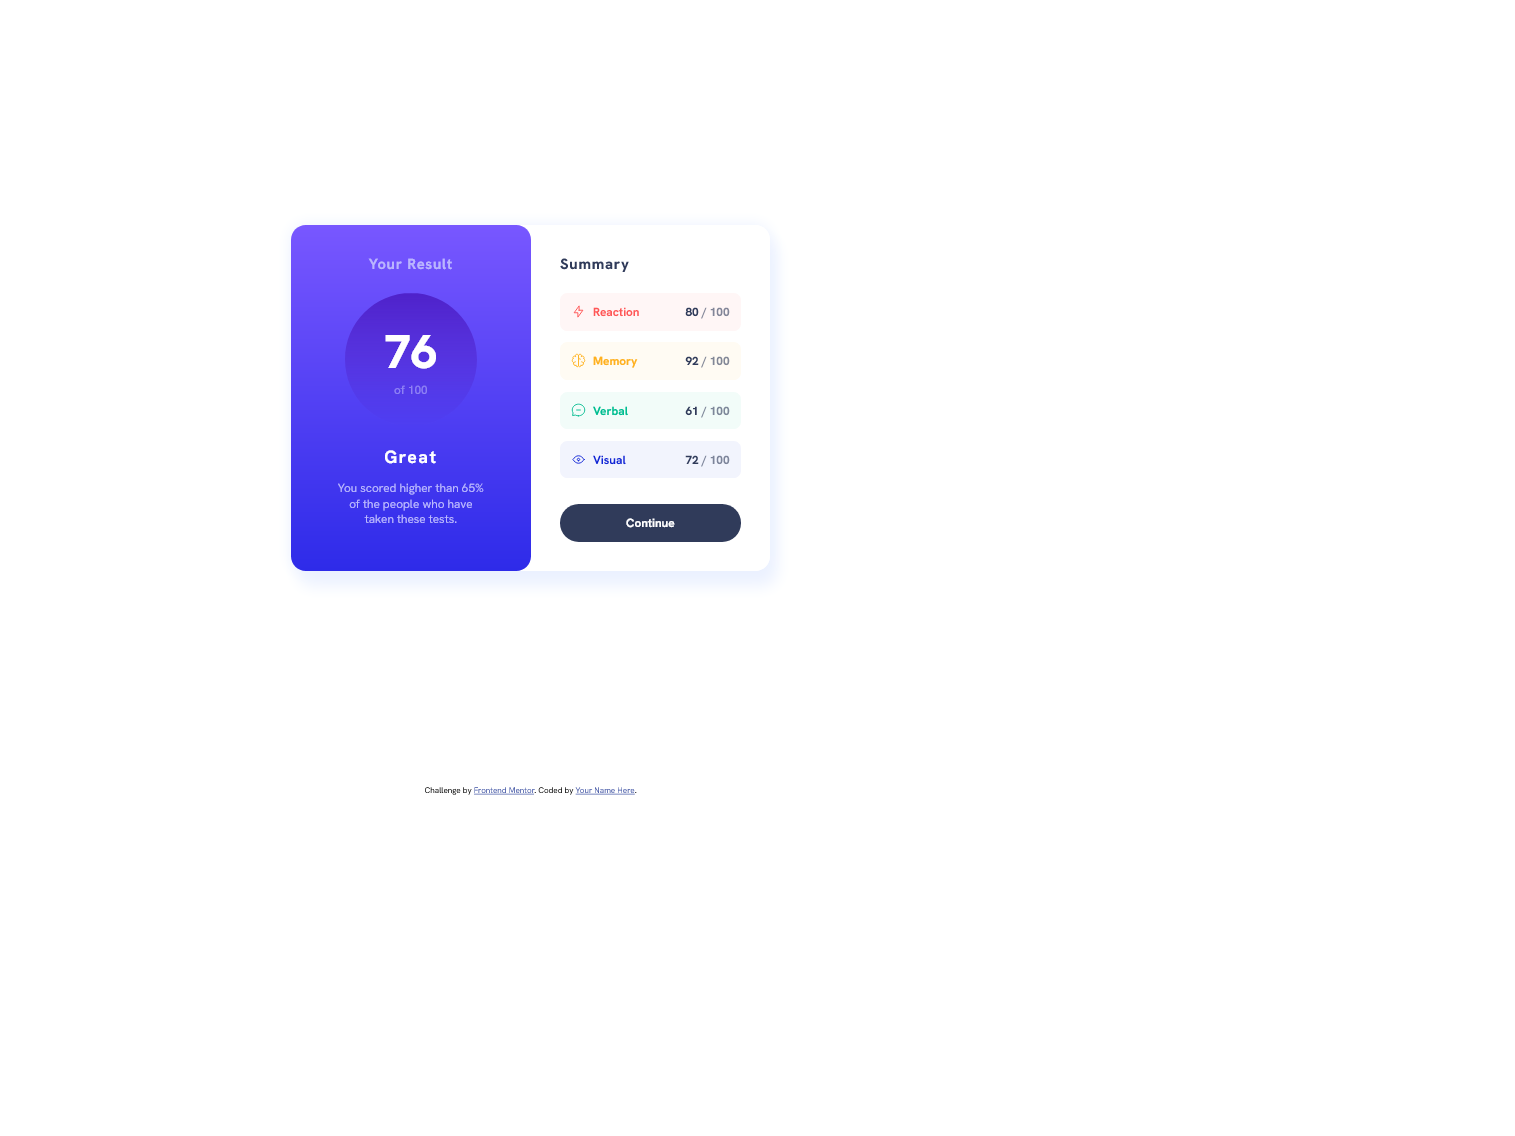 Your Result
76
of 100
Great
You scored higher than 65%
of the people who have
taken these tests.
Summary
Reaction 80 / 100
Memory 92 / 100
Verbal 61 / 100
Visual 72 / 100
Continue
Challenge by Frontend Mentor. Coded by Your Name Here.